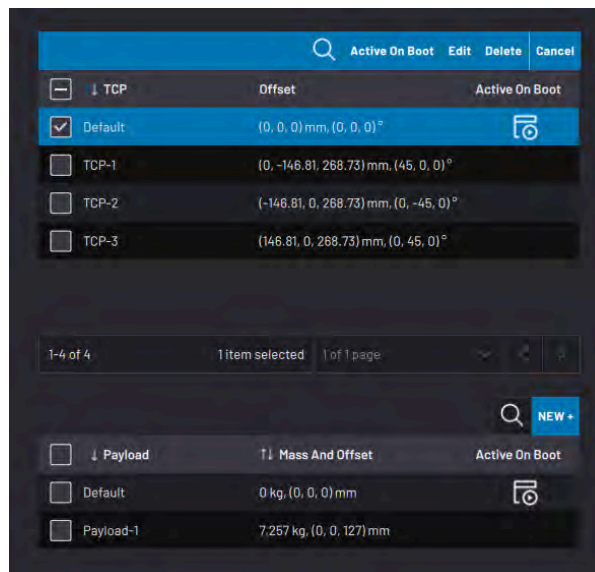 Active On Boot Edit Delete Cancel
↓ TCP Offset Active On Boot
Default (0, 0, 0) mm, (0, 0, 0)°
TCP-1 (0, -146.81, 268.73) mm, (45, 0, 0)°
TCP-2 (-146.81, 0, 268.73) mm, (0, -45, 0)°
TCP-3 (146.81, 0, 268.73) mm, (0, 45, 0)°
1-4 of 4 1 item selected 1 of 1 page
NEW +
↓ Payload ↑↓ Mass And Offset Active On Boot
Default 0 kg, (0, 0, 0) mm
Payload-1 7.257 kg, (0, 0, 127) mm